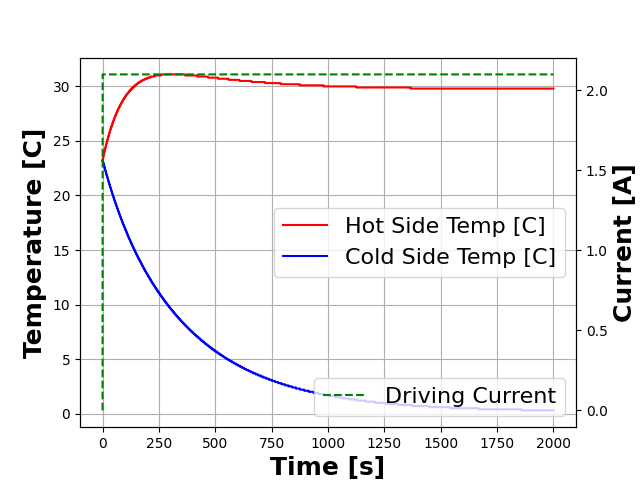 Temperature [C]
30
25
20
15
10
5
0
2.0
1.5
1.0
0.5
0.0
Current [A]
Hot Side Temp [C]
Cold Side Temp [C]
Driving Current
0 250 500 750 1000 1250 1500 1750 2000
Time [s]